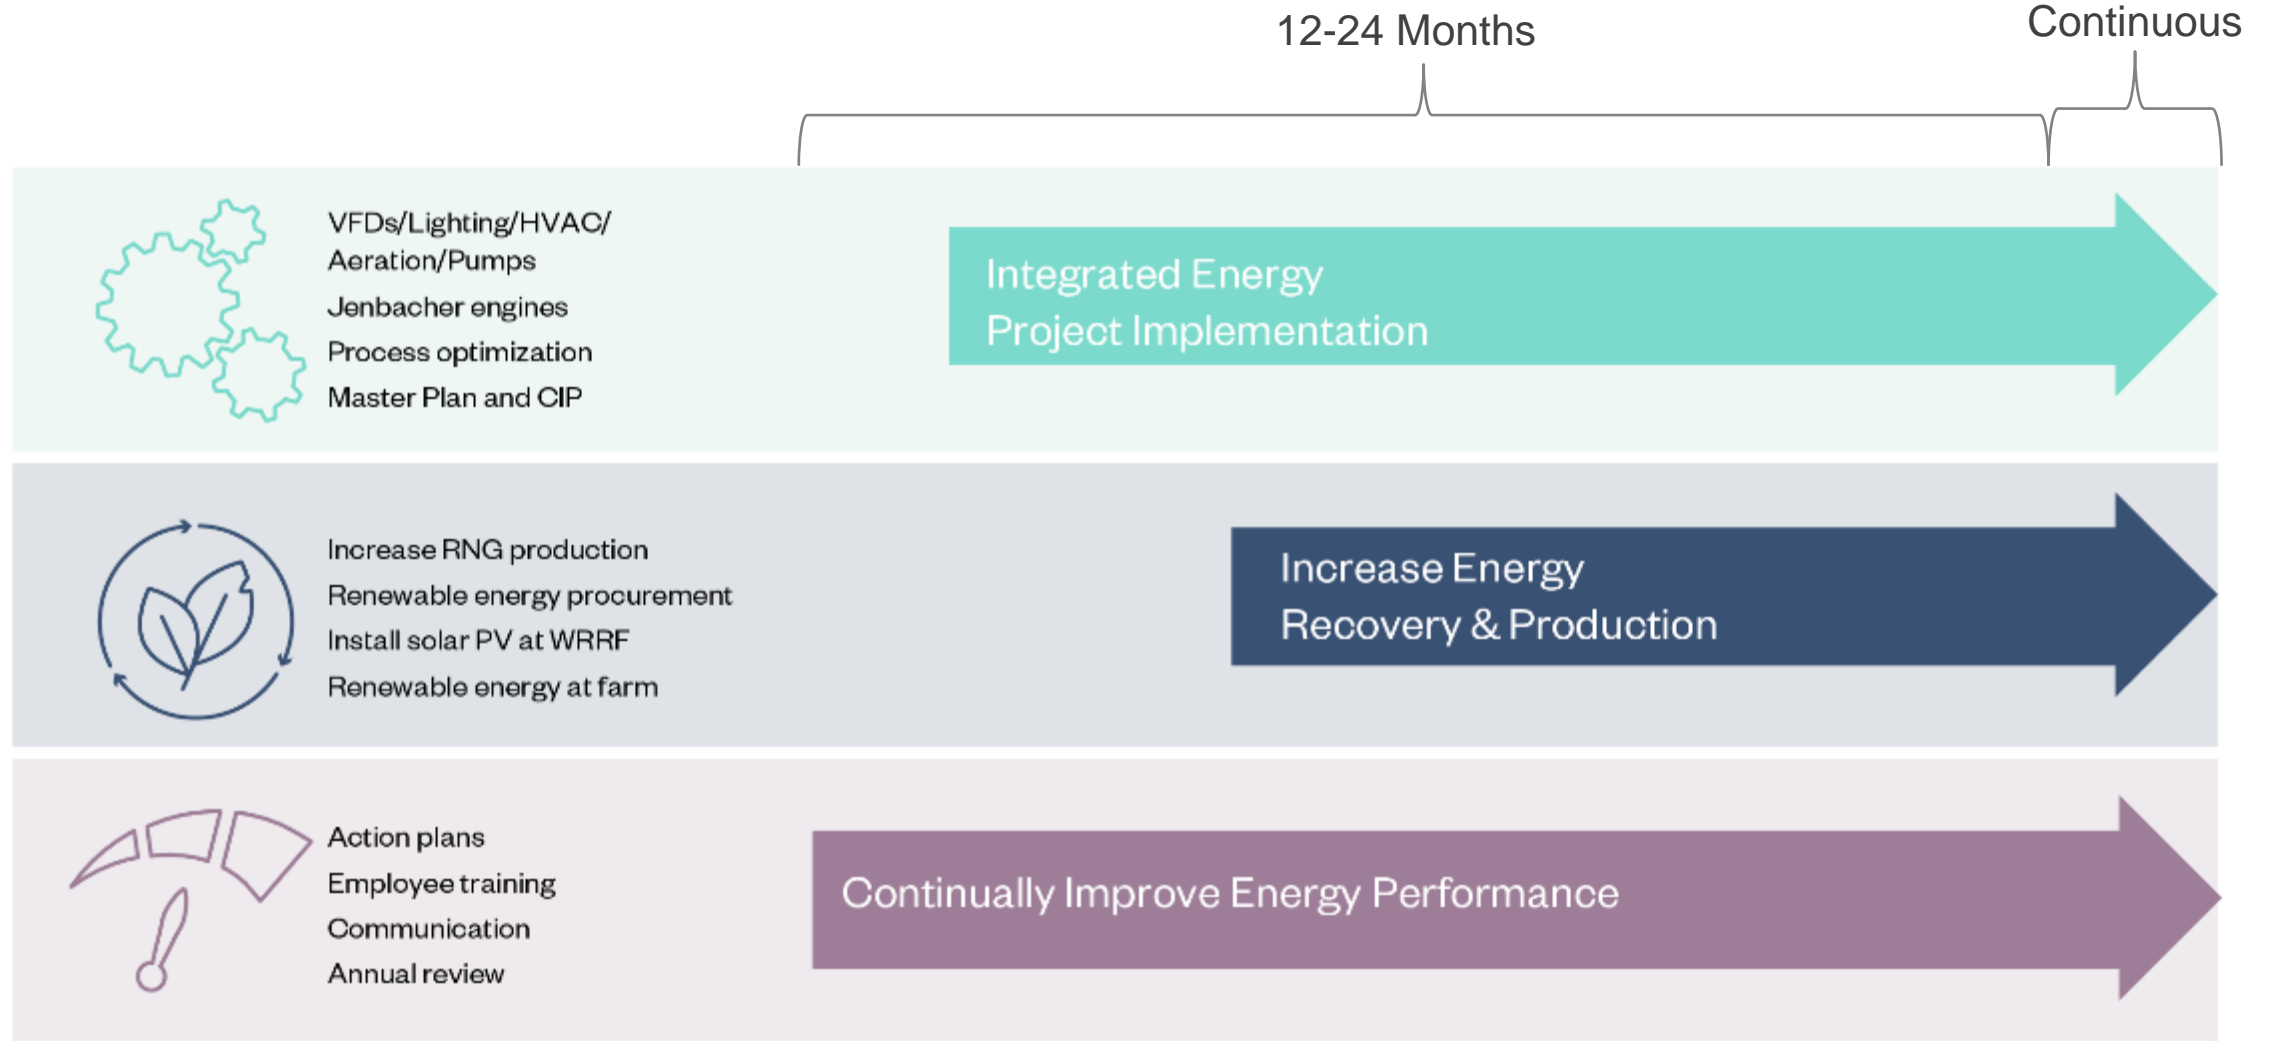 12-24 Months
Continuous
VFDs/Lighting/HVAC/
Aeration/Pumps
Jenbacher engines
Process optimization
Master Plan and CIP
Integrated Energy
Project Implementation
Increase RNG production
Renewable energy procurement
Install solar PV at WRRF
Renewable energy at farm
Increase Energy
Recovery & Production
Action plans
Employee training
Communication
Annual review
Continually Improve Energy Performance